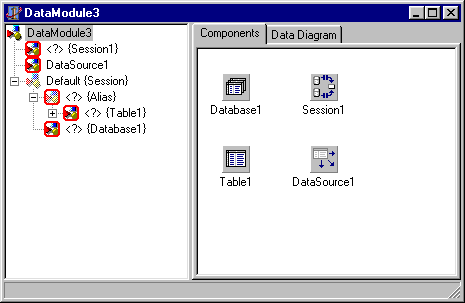 DataModule3
DataModule3
<?> {Session1}
DataSource1
Default {Session}
<?> {Alias}
<?> {Table1}
<?> {Database1}
Components
Data Diagram
Database1
Session1
Table1
DataSource1